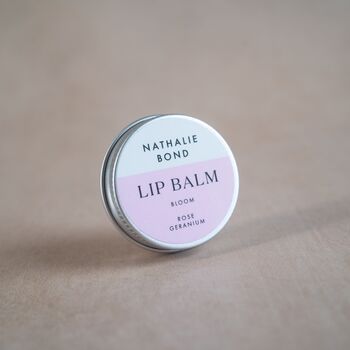 NATHALIE
BOND
LIP BALM
BLOOM
ROSE
GERANIUM